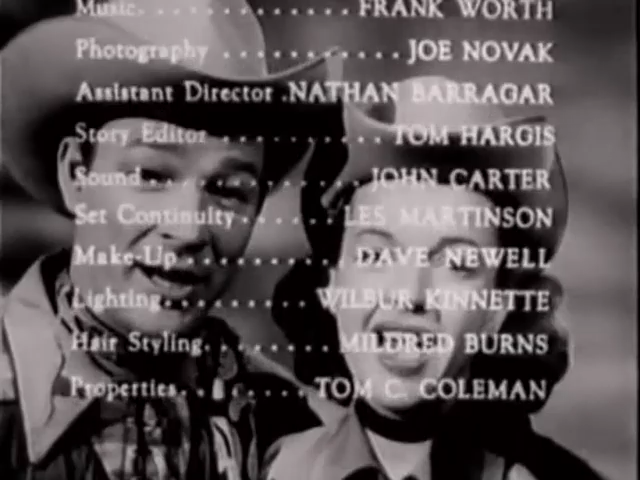 Music.............FRANK WORTH
Photography ...........JOE NOVAK
Assistant Director .NATHAN BARRAGAR
Story Editor ...........TOM HARGIS
Sound.............JOHN CARTER
Set Continuity......LES MARTINSON
Make-Up ..........DAVE NEWELL
Lighting.........WILBUR KINNETTE
Hair Styling........MILDRED BURNS
Properties.........TOM C. COLEMAN